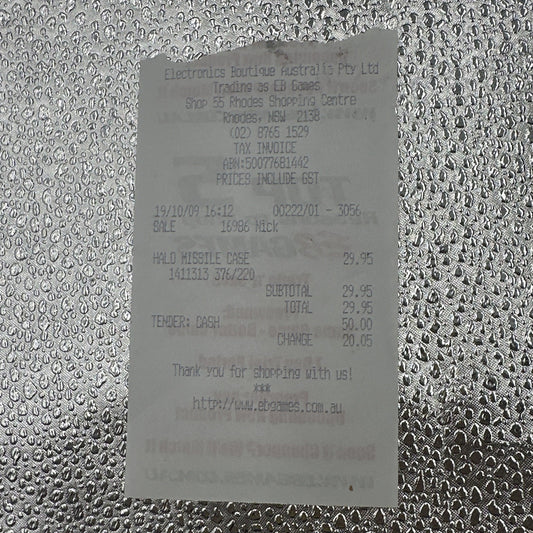 Electronics Boutique Australia Pty Ltd
Trading as EB Games
Shop 55 Rhodes Shopping Centre
Rhodes, NSW 2138
(02) 8765 1529
TAX INVOICE
ABN:50077681442
PRICES INCLUDE GST
19/10/09 16:12 00222/01 - 3056
SALE 16986 Nick
HALO MISSILE CASE 29.95
1411313 376/220
SUBTOTAL 29.95
TOTAL 29.95
TENDER: CASH 50.00
CHANGE 20.05
Thank you for shopping with us!
***
http://www.ebgames.com.au